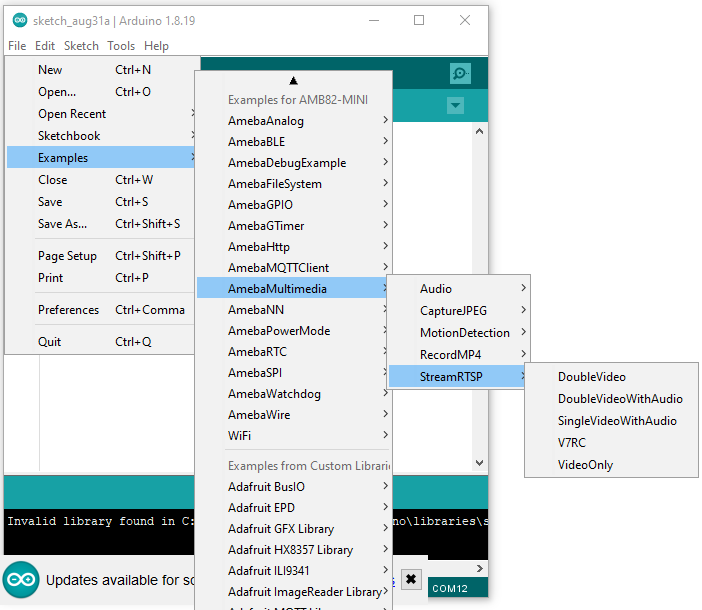 sketch_aug31a | Arduino 1.8.19
File Edit Sketch Tools Help
New Ctrl+N
Open... Ctrl+O
Open Recent
Sketchbook
Examples
Close Ctrl+W
Save Ctrl+S
Save As... Ctrl+Shift+S
Page Setup Ctrl+Shift+P
Print Ctrl+P
Preferences Ctrl+Comma
Quit Ctrl+Q
Examples for AMB82-MINI
AmebaAnalog
AmebaBLE
AmebaDebugExample
AmebaFileSystem
AmebaGPIO
AmebaGTimer
AmebaHttp
AmebaMQTTClient
AmebaMultimedia
AmebaNN
AmebaPowerMode
AmebaRTC
AmebaSPI
AmebaWatchdog
AmebaWire
WiFi
Examples from Custom Librari
Adafruit BusIO
Adafruit EPD
Adafruit GFX Library
Adafruit HX8357 Library
Adafruit ILI9341
Adafruit ImageReader Library
Audio
CaptureJPEG
MotionDetection
RecordMP4
StreamRTSP
DoubleVideo
DoubleVideoWithAudio
SingleVideoWithAudio
V7RC
VideoOnly
Invalid library found in C: no\libraries\s
Updates available for so
COM12